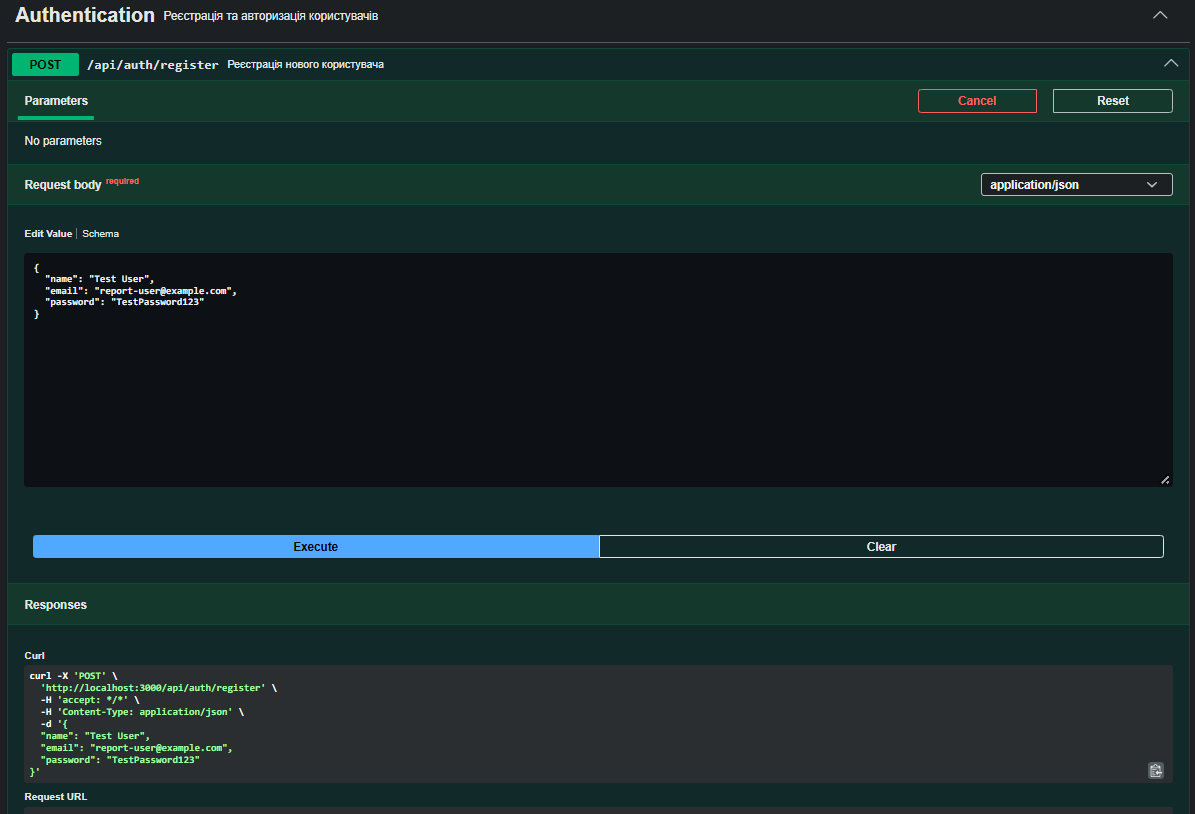 Authentication Реєстрація та авторизація користувачів
POST /api/auth/register Реєстрація нового користувача
Parameters Cancel Reset
No parameters
Request body required application/json
Edit Value | Schema
{
  "name": "Test User",
  "email": "report-user@example.com",
  "password": "TestPassword123"
}
Execute Clear
Responses
Curl
curl -X 'POST' \
  'http://localhost:3000/api/auth/register' \
  -H 'accept: */*' \
  -H 'Content-Type: application/json' \
  -d '{
  "name": "Test User",
  "email": "report-user@example.com",
  "password": "TestPassword123"
}'
Request URL